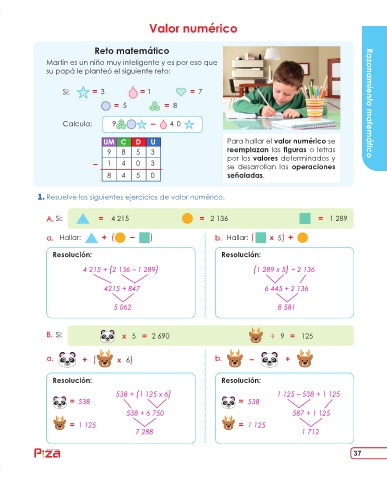 Valor numérico
Reto matemático
Martín es un niño muy inteligente y es por eso que
su papá le planteó el siguiente reto:
Si: = 3 = 1 = 7
= 5 = 8
Calcula: 9 – 4 0
UM C D U
9 8 5 3
– 1 4 0 3
8 4 5 0
Para hallar el valor numérico se
reemplazan las figuras o letras
por los valores determinados y
se desarrollan las operaciones
señaladas.
Razonamiento matemático
1. Resuelve los siguientes ejercicios de valor numérico.
A. Si: = 4 215 = 2 136 = 1 289
a. Hallar: + ( – )
b. Hallar: ( x 5) +
Resolución:
4 215 + (2 136 – 1 289)
4215 + 847
5 062
Resolución:
(1 289 x 5) + 2 136
6 445 + 2 136
8 581
B. Si: x 5 = 2 690 ÷ 9 = 125
a. + ( x 6)
b. – +
Resolución:
538 + (1 125 x 6)
= 538
538 + 6 750
= 1 125
7 288
Resolución:
1 125 – 538 + 1 125
= 538
587 + 1 125
= 1 125
1 712
Piza
37